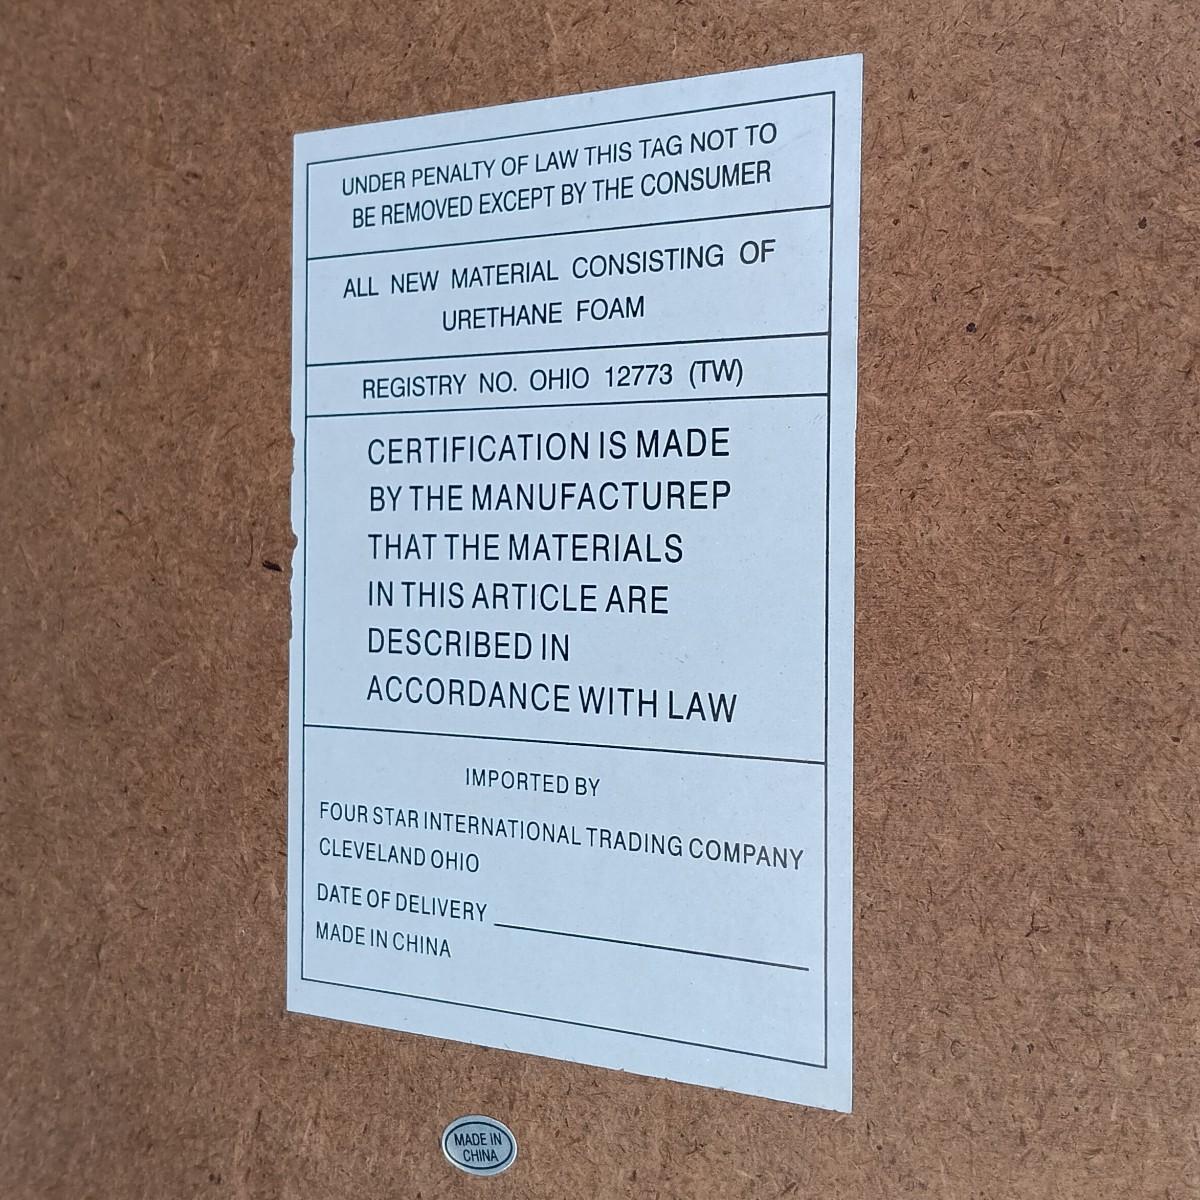 UNDER PENALTY OF LAW THIS TAG NOT TO
BE REMOVED EXCEPT BY THE CONSUMER
ALL NEW MATERIAL CONSISTING OF
URETHANE FOAM
REGISTRY NO. OHIO 12773 (TW)
CERTIFICATION IS MADE
BY THE MANUFACTUREP
THAT THE MATERIALS
IN THIS ARTICLE ARE
DESCRIBED IN
ACCORDANCE WITH LAW
IMPORTED BY
FOUR STAR INTERNATIONAL TRADING COMPANY
CLEVELAND OHIO
DATE OF DELIVERY
MADE IN CHINA
MADE IN
CHINA